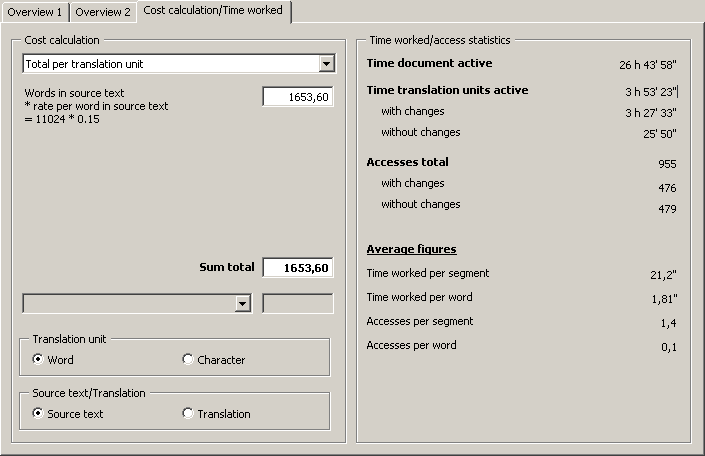 Overview 1 Overview 2 Cost calculation/Time worked
Cost calculation
Total per translation unit
Words in source text 1653,60
* rate per word in source text
= 11024 * 0.15
Sum total 1653,60
Translation unit
Word Character
Source text/Translation
Source text Translation
Time worked/access statistics
Time document active 26 h 43' 58"
Time translation units active 3 h 53' 23"
with changes 3 h 27' 33"
without changes 25' 50"
Accesses total 955
with changes 476
without changes 479
Average figures
Time worked per segment 21,2"
Time worked per word 1,81"
Accesses per segment 1,4
Accesses per word 0,1